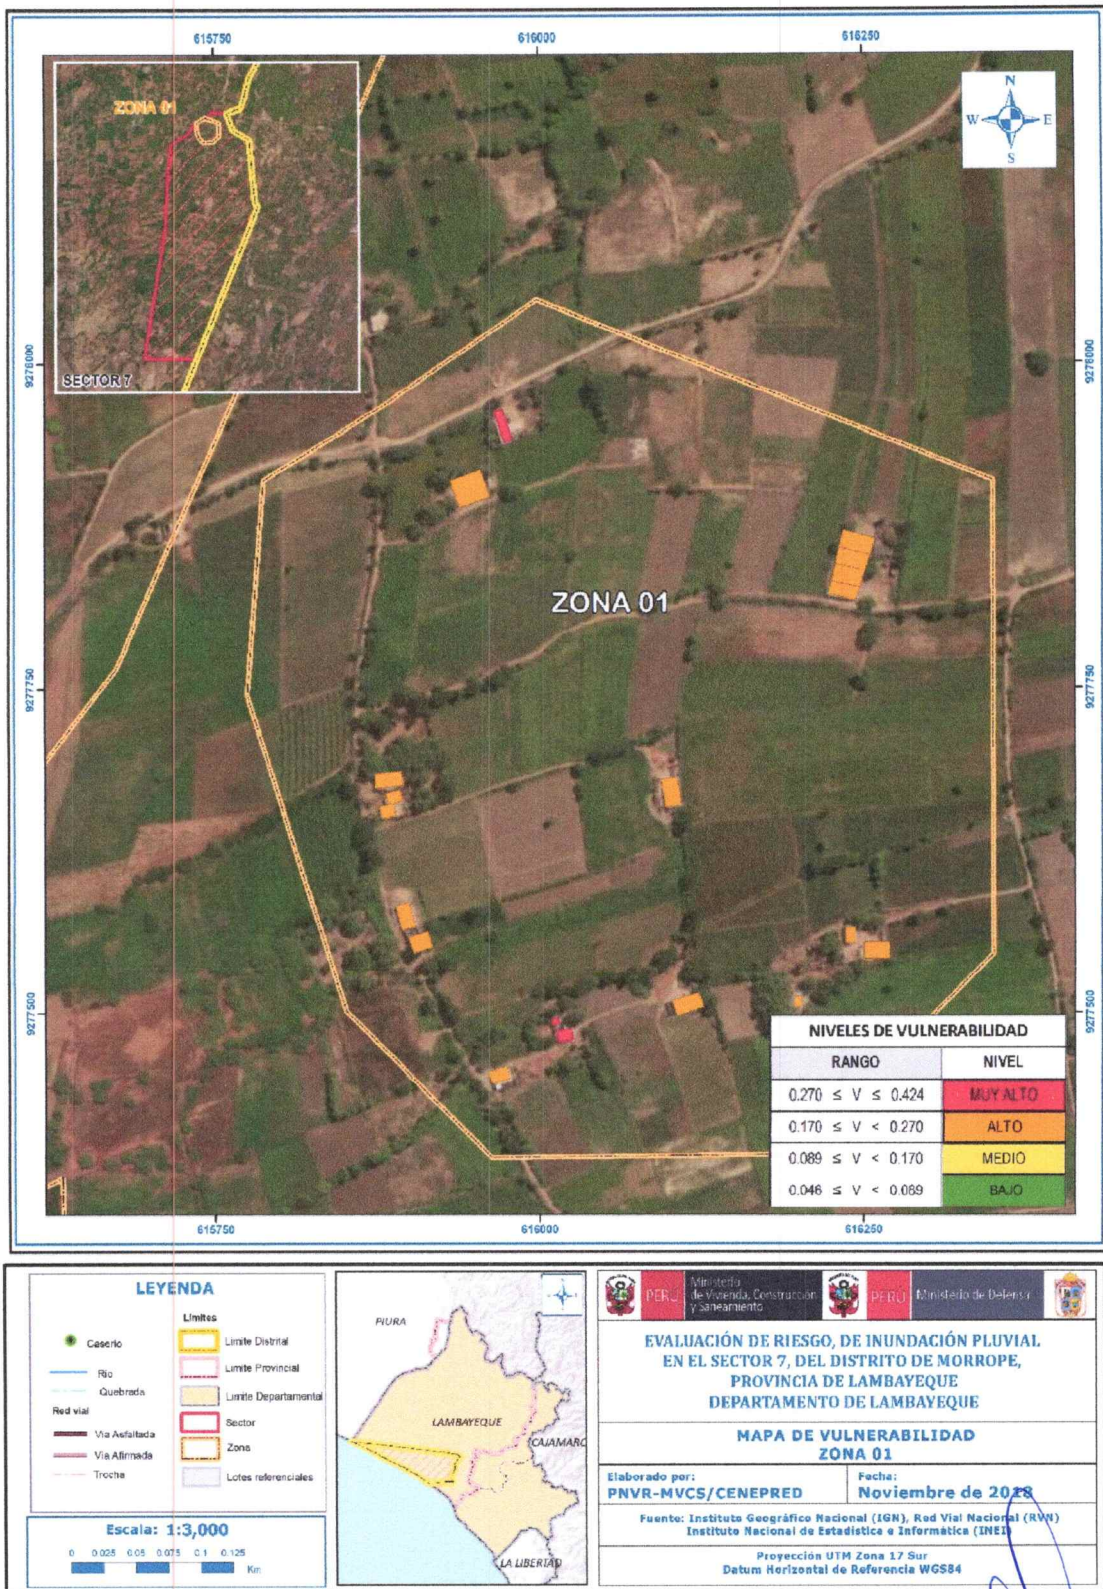 615750
616000
616250
ZONA 01
N
W
E
S
SECTOR 7
9278000
9278000
ZONA 01
9277750
9277750
9277500
9277500
NIVELES DE VULNERABILIDAD
RANGO NIVEL
0.270 ≤ V ≤ 0.424 MUY ALTO
0.170 ≤ V < 0.270 ALTO
0.089 ≤ V < 0.170 MEDIO
0.046 ≤ V < 0.089 BAJO
615750
616000
616250
LEYENDA
Caserío
Río
Quebrada
Red vial
Vía Asfaltada
Vía Afirmada
Trocha
Límites
Límite Distrital
Límite Provincial
Límite Departamental
Sector
Zona
Lotes referenciales
Escala: 1:3,000
0 0.025 0.05 0.075 0.1 0.125
Km
PIURA
LAMBAYEQUE
CAJAMARC
LA LIBERTAD
PERÚ
Ministerio
de Vivienda, Construcción
y Saneamiento
PERÚ
Ministerio de Defensa
EVALUACIÓN DE RIESGO, DE INUNDACIÓN PLUVIAL
EN EL SECTOR 7, DEL DISTRITO DE MORROPE,
PROVINCIA DE LAMBAYEQUE
DEPARTAMENTO DE LAMBAYEQUE
MAPA DE VULNERABILIDAD
ZONA 01
Elaborado por:
PNVR-MVCS/CENEPRED
Fecha:
Noviembre de 2018
Fuente: Instituto Geográfico Nacional (IGN), Red Vial Nacional (RVN)
Instituto Nacional de Estadística e Informática (INEI)
Proyección UTM Zona 17 Sur
Datum Horizontal de Referencia WGS84